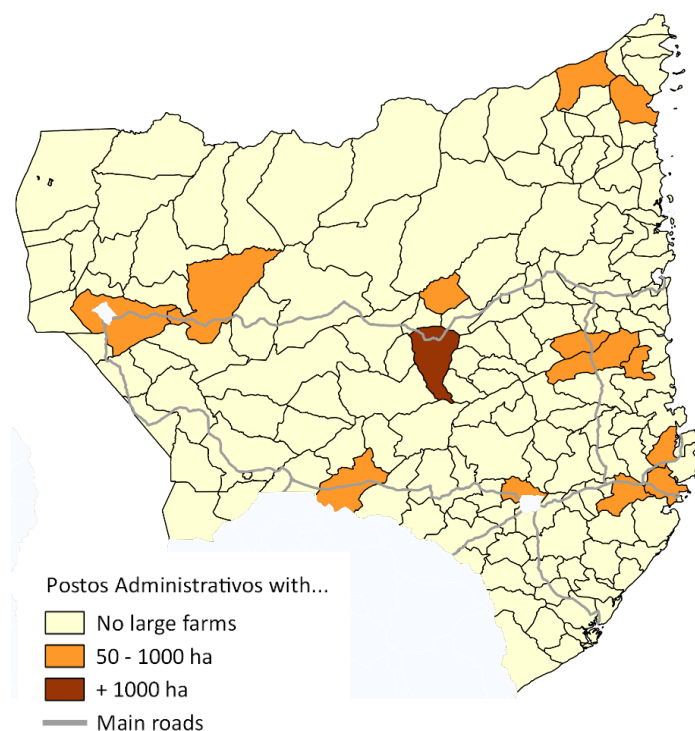 Postos Administrativos with...
No large farms
50 - 1000 ha
+ 1000 ha
Main roads